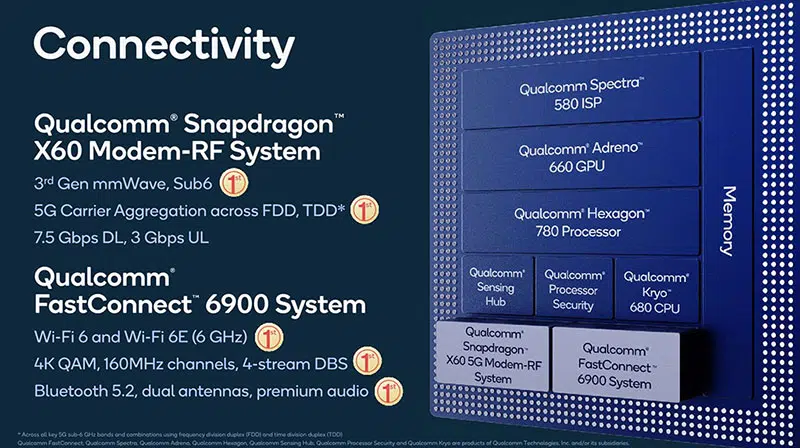 Connectivity
Qualcomm® Snapdragon™
X60 Modem-RF System
3rd Gen mmWave, Sub6 1st
5G Carrier Aggregation across FDD, TDD* 1st
7.5 Gbps DL, 3 Gbps UL
Qualcomm®
FastConnect™ 6900 System
Wi-Fi 6 and Wi-Fi 6E (6 GHz) 1st
4K QAM, 160MHz channels, 4-stream DBS 1st
Bluetooth 5.2, dual antennas, premium audio 1st
Qualcomm Spectra™
580 ISP
Qualcomm® Adreno™
660 GPU
Qualcomm® Hexagon™
780 Processor
Qualcomm®
Sensing
Hub
Qualcomm®
Processor
Security
Qualcomm®
Kryo™
680 CPU
Qualcomm®
Snapdragon™
X60 5G Modem-RF
System
Qualcomm®
FastConnect™
6900 System
Memory
* Across all key 5G sub-6 GHz bands and combinations using frequency division duplex (FDD) and time division duplex (TDD)
Qualcomm FastConnect, Qualcomm Spectra, Qualcomm Adreno, Qualcomm Hexagon, Qualcomm Sensing Hub, Qualcomm Processor Security and Qualcomm Kryo are products of Qualcomm Technologies, Inc. and/or its subsidiaries.